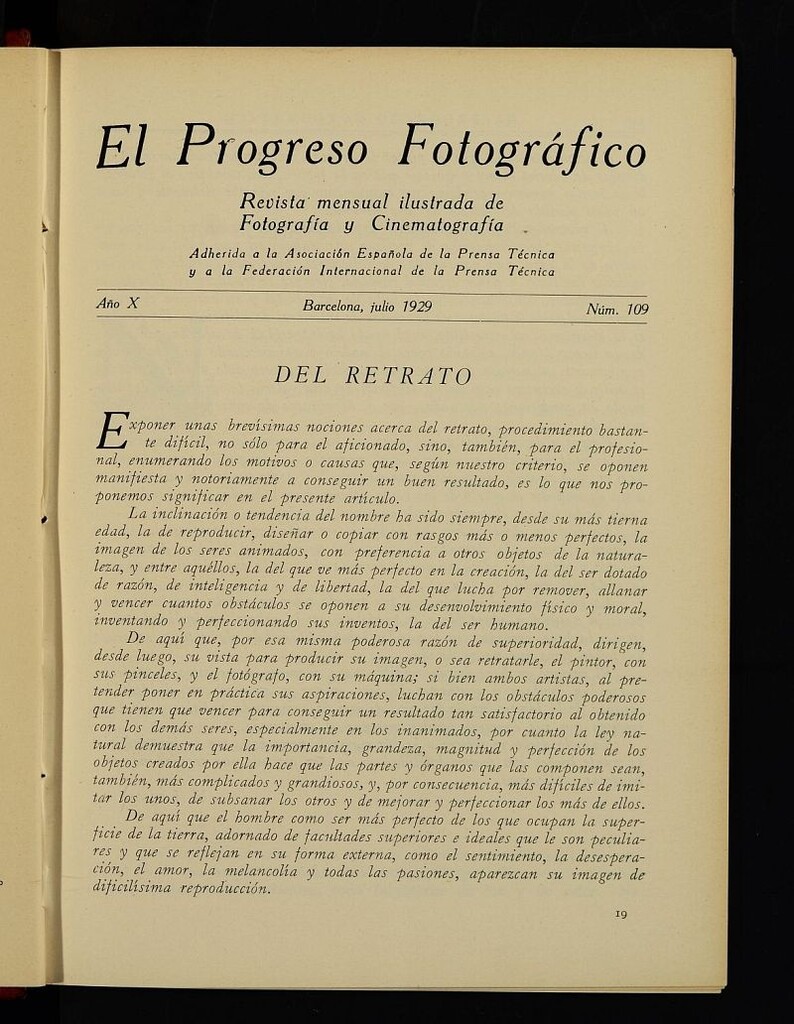 El Progreso Fotográfico
Revista mensual ilustrada de
Fotografía y Cinematografía
Adherida a la Asociación Española de la Prensa Técnica
y a la Federación Internacional de la Prensa Técnica
Año X Barcelona, julio 1929 Núm. 109
DEL RETRATO
Exponer unas brevísimas nociones acerca del retrato, procedimiento bastan-
te difícil, no sólo para el aficionado, sino, también, para el profesio-
nal, enumerando los motivos o causas que, según nuestro criterio, se oponen
manifiesta y notoriamente a conseguir un buen resultado, es lo que nos pro-
ponemos significar en el presente artículo.
La inclinación o tendencia del nombre ha sido siempre, desde su más tierna
edad, la de reproducir, diseñar o copiar con rasgos más o menos perfectos, la
imagen de los seres animados, con preferencia a otros objetos de la natura-
leza, y entre aquéllos, la del que ve más perfecto en la creación, la del ser dotado
de razón, de inteligencia y de libertad, la del que lucha por remover, allanar
y vencer cuantos obstáculos se oponen a su desenvolvimiento físico y moral,
inventando y perfeccionando sus inventos, la del ser humano.
De aquí que, por esa misma poderosa razón de superioridad, dirigen,
desde luego, su vista para producir su imagen, o sea retratarle, el pintor, con
sus pinceles, y el fotógrafo, con su máquina; si bien ambos artistas, al pre-
tender poner en práctica sus aspiraciones, luchan con los obstáculos poderosos
que tienen que vencer para conseguir un resultado tan satisfactorio al obtenido
con los demás seres, especialmente en los inanimados, por cuanto la ley na-
tural demuestra que la importancia, grandeza, magnitud y perfección de los
objetos creados por ella hace que las partes y órganos que las componen sean,
también, más complicados y grandiosos, y, por consecuencia, más difíciles de imi-
tar los unos, de subsanar los otros y de mejorar y perfeccionar los más de ellos.
De aquí que el hombre como ser más perfecto de los que ocupan la super-
ficie de la tierra, adornado de facultades superiores e ideales que le son peculia-
res y que se reflejan en su forma externa, como el sentimiento, la desespera-
ción, el amor, la melancolía y todas las pasiones, aparezcan su imagen de
dificilísima reproducción.
19